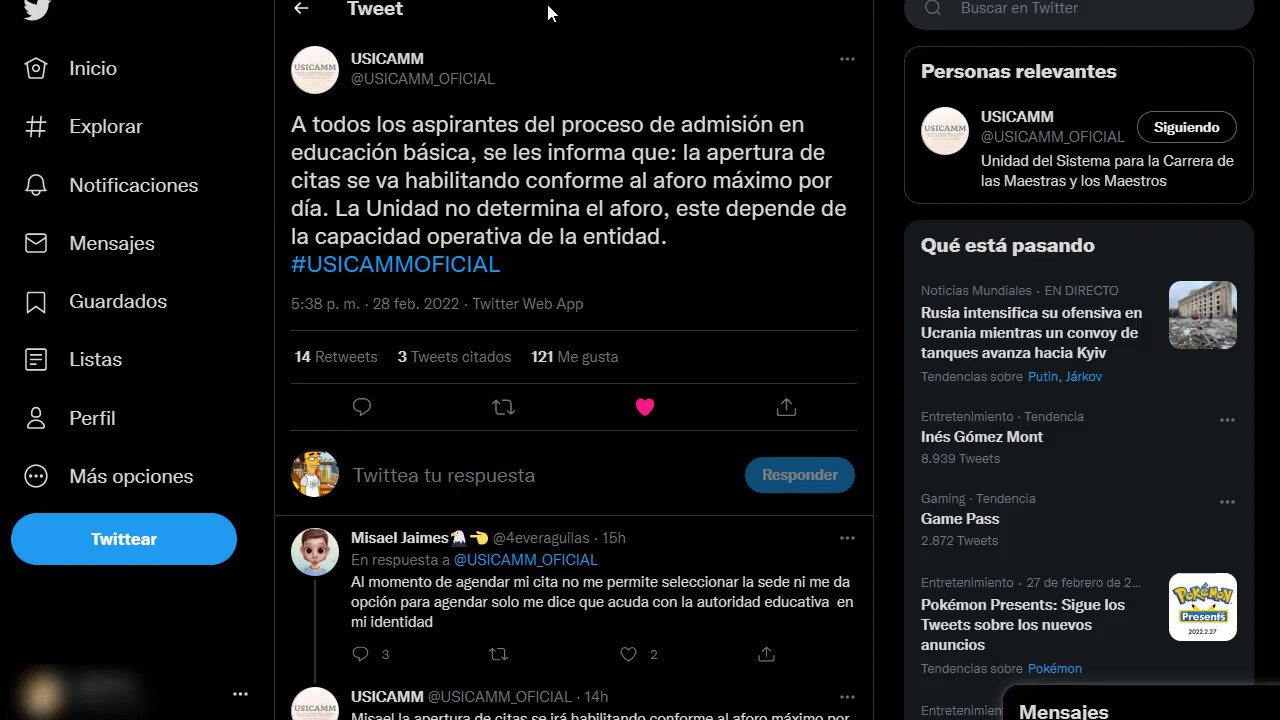 Tweet
Buscar en Twitter
Inicio
Explorar
Notificaciones
Mensajes
Guardados
Listas
Perfil
Más opciones
Twittear
USICAMM
USICAMM
@USICAMM_OFICIAL
A todos los aspirantes del proceso de admisión en
educación básica, se les informa que: la apertura de
citas se va habilitando conforme al aforo máximo por
día. La Unidad no determina el aforo, este depende de
la capacidad operativa de la entidad.
#USICAMMOFICIAL
5:38 p. m. · 28 feb. 2022 · Twitter Web App
14 Retweets 3 Tweets citados 121 Me gusta
Twittea tu respuesta
Responder
Misael Jaimes🦅👈 @4everaguilas · 15h
En respuesta a @USICAMM_OFICIAL
Al momento de agendar mi cita no me permite seleccionar la sede ni me da
opción para agendar solo me dice que acuda con la autoridad educativa en
mi identidad
3 2
USICAMM
USICAMM @USICAMM_OFICIAL · 14h
Misael la apertura de citas se irá habilitando conforme al aforo máximo por
Personas relevantes
USICAMM
USICAMM
@USICAMM_OFICIAL
Siguiendo
Unidad del Sistema para la Carrera de
las Maestras y los Maestros
Qué está pasando
Noticias Mundiales · EN DIRECTO
Rusia intensifica su ofensiva en
Ucrania mientras un convoy de
tanques avanza hacia Kyiv
Tendencias sobre Putin, Járkov
Entretenimiento · Tendencia
Inés Gómez Mont
8.939 Tweets
Gaming · Tendencia
Game Pass
2.872 Tweets
Entretenimiento · 27 de febrero de 2...
Pokémon Presents: Sigue los
Tweets sobre los nuevos
anuncios
Tendencias sobre Pokémon
POKÉMON
Presents
2022.2.27
Mensajes